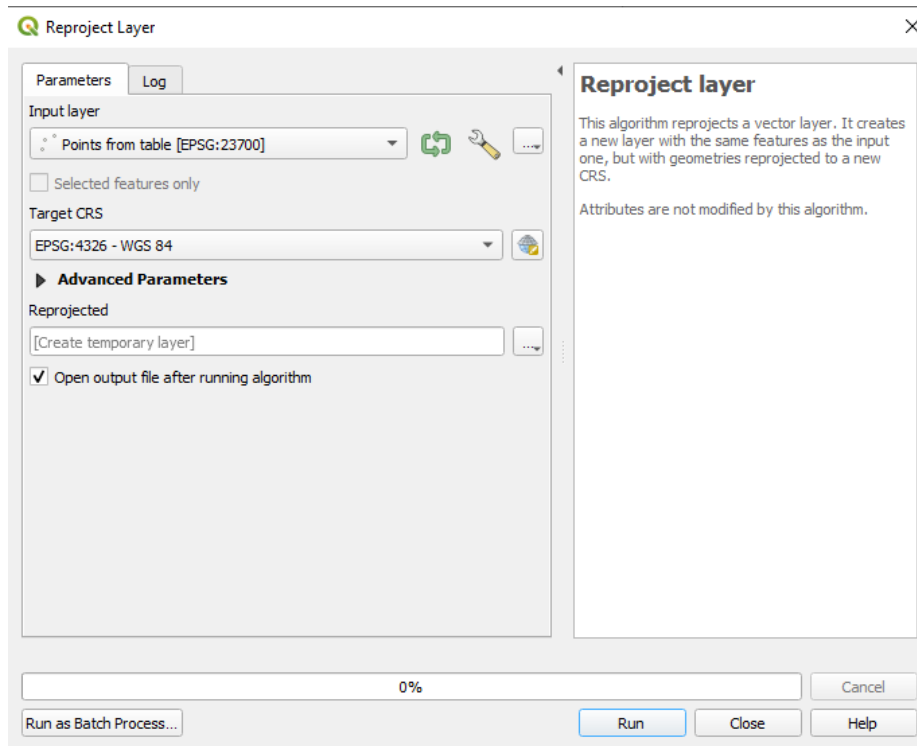 Reproject Layer
Parameters
Log
Input layer
Points from table [EPSG:23700]
...
Selected features only
Target CRS
EPSG:4326 - WGS 84
Advanced Parameters
Reprojected
[Create temporary layer]
...
Open output file after running algorithm
Reproject layer
This algorithm reprojects a vector layer. It creates
a new layer with the same features as the input
one, but with geometries reprojected to a new
CRS.
Attributes are not modified by this algorithm.
0%
Cancel
Run as Batch Process...
Run
Close
Help